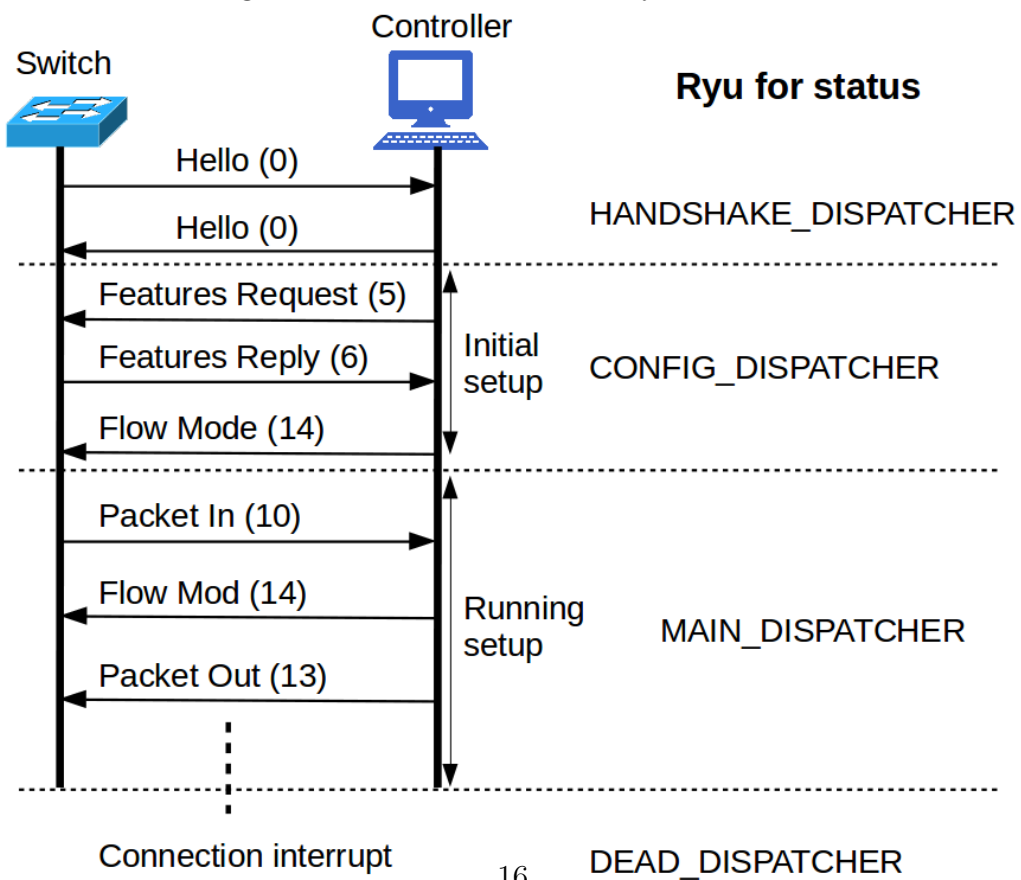 Controller
Switch
Ryu for status
Hello (0)
HANDSHAKE_DISPATCHER
Hello (0)
Features Request (5)
Initial
setup
Features Reply (6)
CONFIG_DISPATCHER
Flow Mode (14)
Packet In (10)
Flow Mod (14)
Running
setup
MAIN_DISPATCHER
Packet Out (13)
Connection interrupt
16
DEAD_DISPATCHER